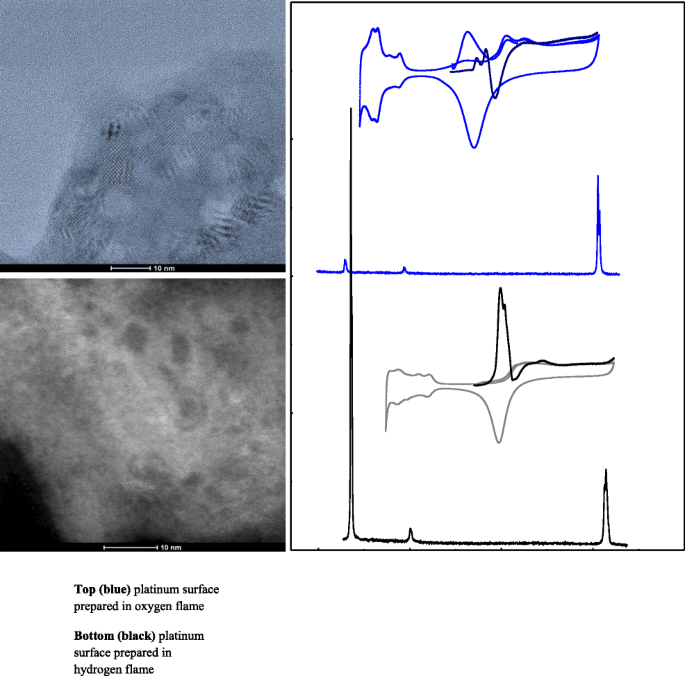 10 nm
10 nm
Top (blue) platinum surface
prepared in oxygen flame
Bottom (black) platinum
surface prepared in
hydrogen flame